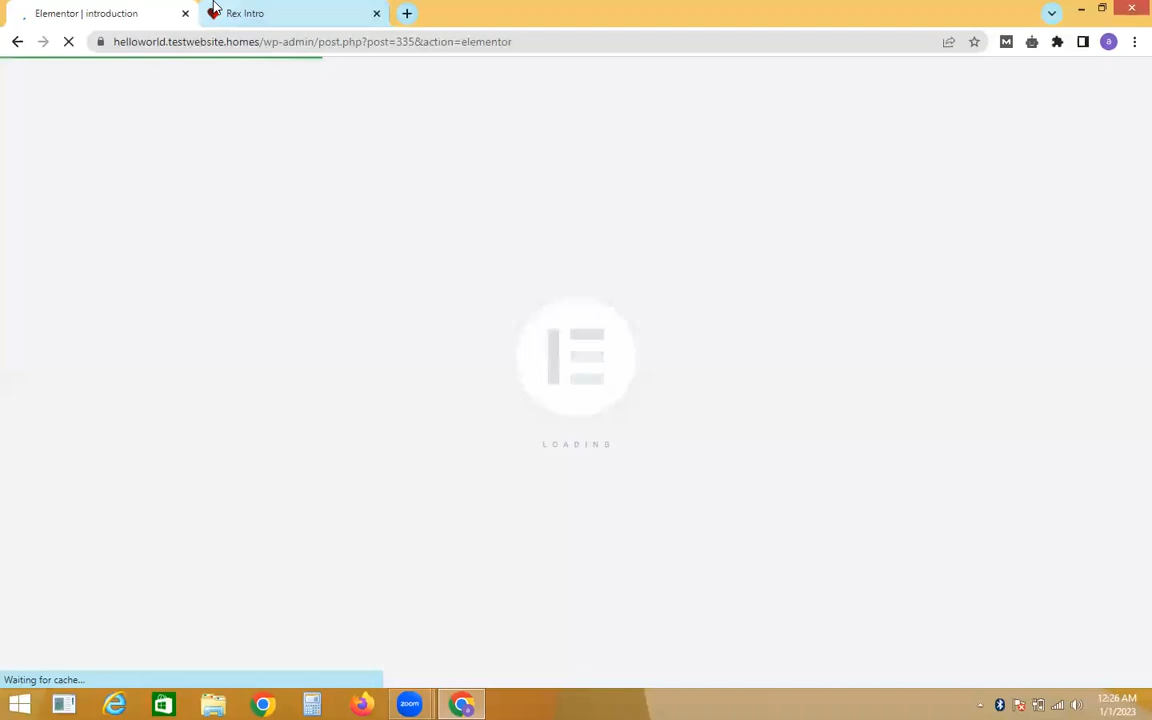 Elementor | introduction
Rex Intro
helloworld.testwebsite.homes/wp-admin/post.php?post=335&action=elementor
M
a
LOADING
Waiting for cache...
zoom
a
12:26 AM
1/1/2023